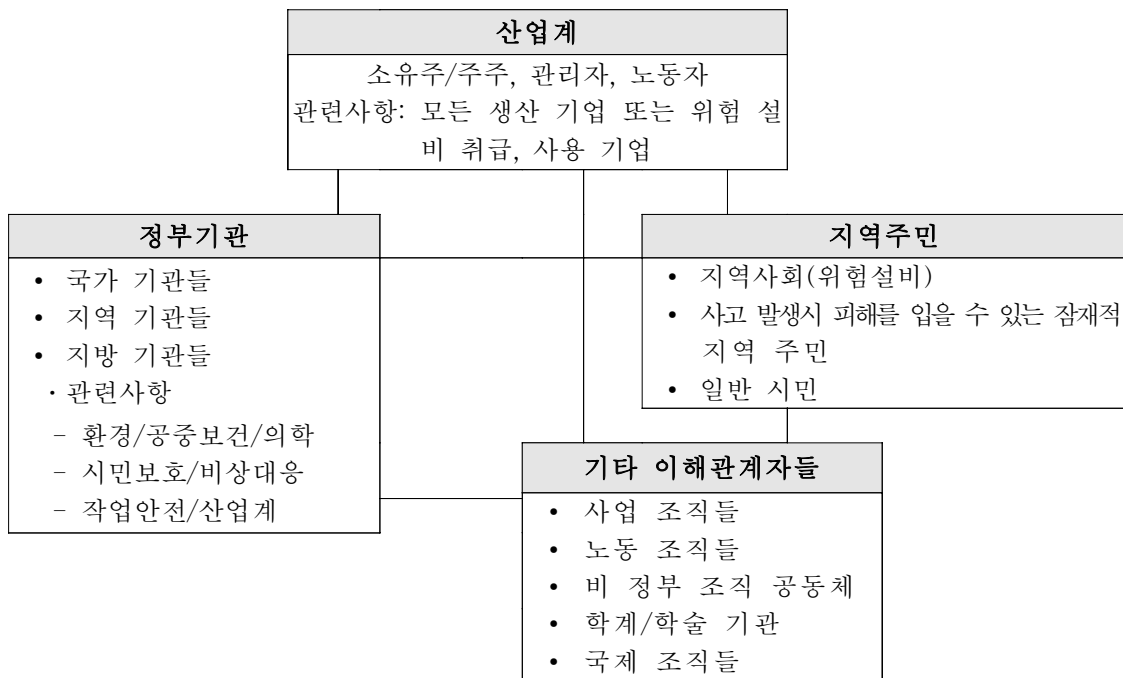 산업계
소유주/주주, 관리자, 노동자
관련사항: 모든 생산 기업 또는 위험 설
비 취급, 사용 기업
정부기관
• 국가 기관들
• 지역 기관들
• 지방 기관들
· 관련사항
- 환경/공중보건/의학
- 시민보호/비상대응
- 작업안전/산업계
지역주민
• 지역사회(위험설비)
• 사고 발생시 피해를 입을 수 있는 잠재적
지역 주민
• 일반 시민
기타 이해관계자들
• 사업 조직들
• 노동 조직들
• 비 정부 조직 공동체
• 학계/학술 기관
• 국제 조직들